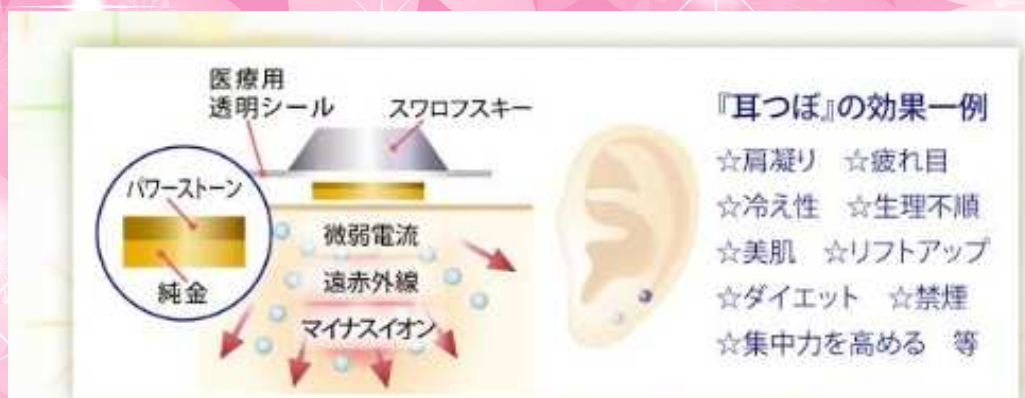 医療用
透明シール
スワロフスキー
パワーストーン
純金
微弱電流
遠赤外線
マイナスイオン
『耳つぼ』の効果一例
☆肩凝り ☆疲れ目
☆冷え性 ☆生理不順
☆美肌 ☆リフトアップ
☆ダイエット ☆禁煙
☆集中力を高める 等